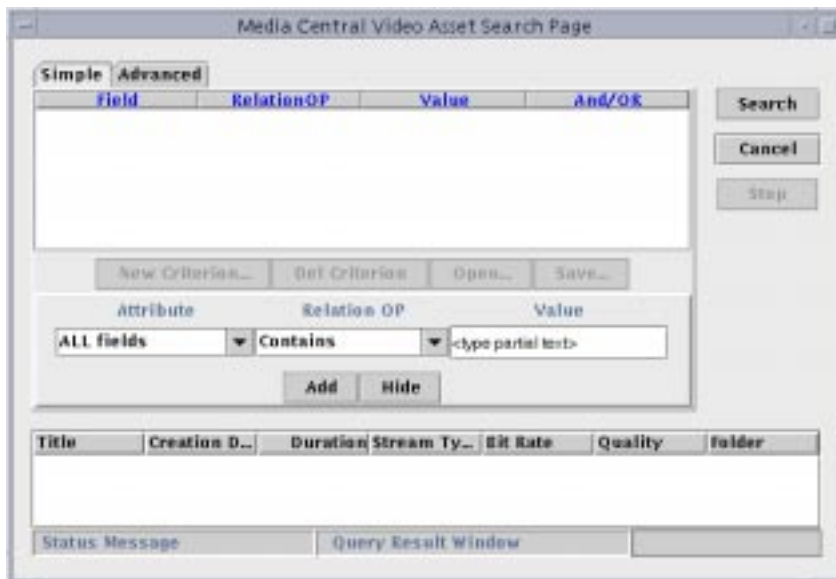 Media Central Video Asset Search Page
Simple Advanced
Field RelationOP Value And/OR
Search
Cancel
Stop
New Criterion... Del Criterion Open... Save...
Attribute Relation OP Value
ALL fields Contains <type partial text>
Add Hide
Title Creation D... Duration Stream Ty... Bit Rate Quality Folder
Status Message Query Result Window